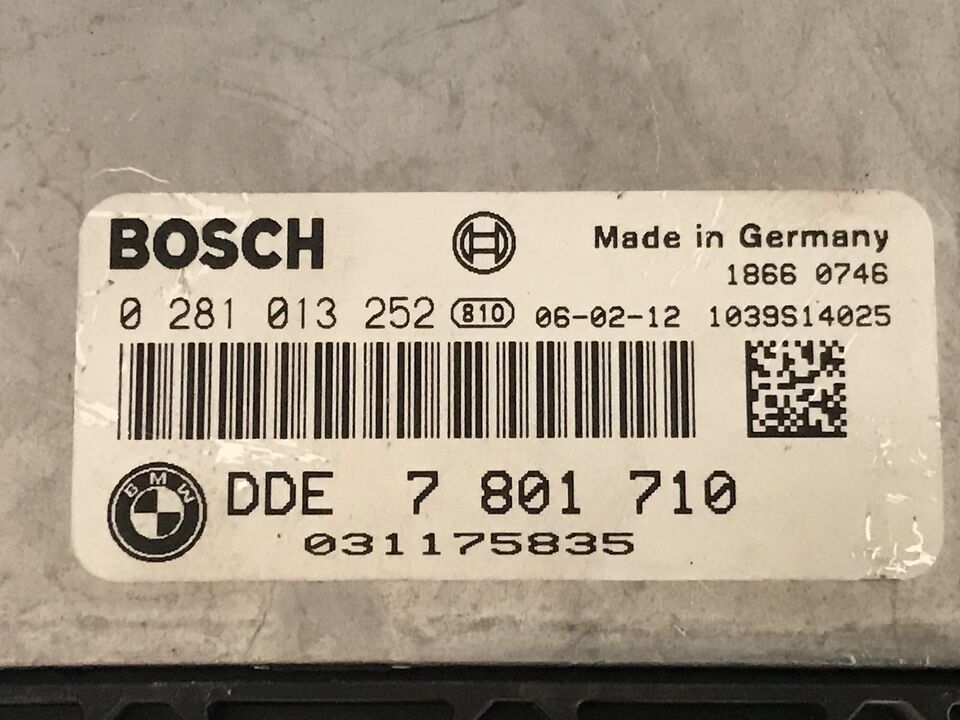 BOSCH Made in Germany
1866 0746
0 281 013 252 810 06-02-12 1039S14025
BMW DDE 7 801 710
031175835